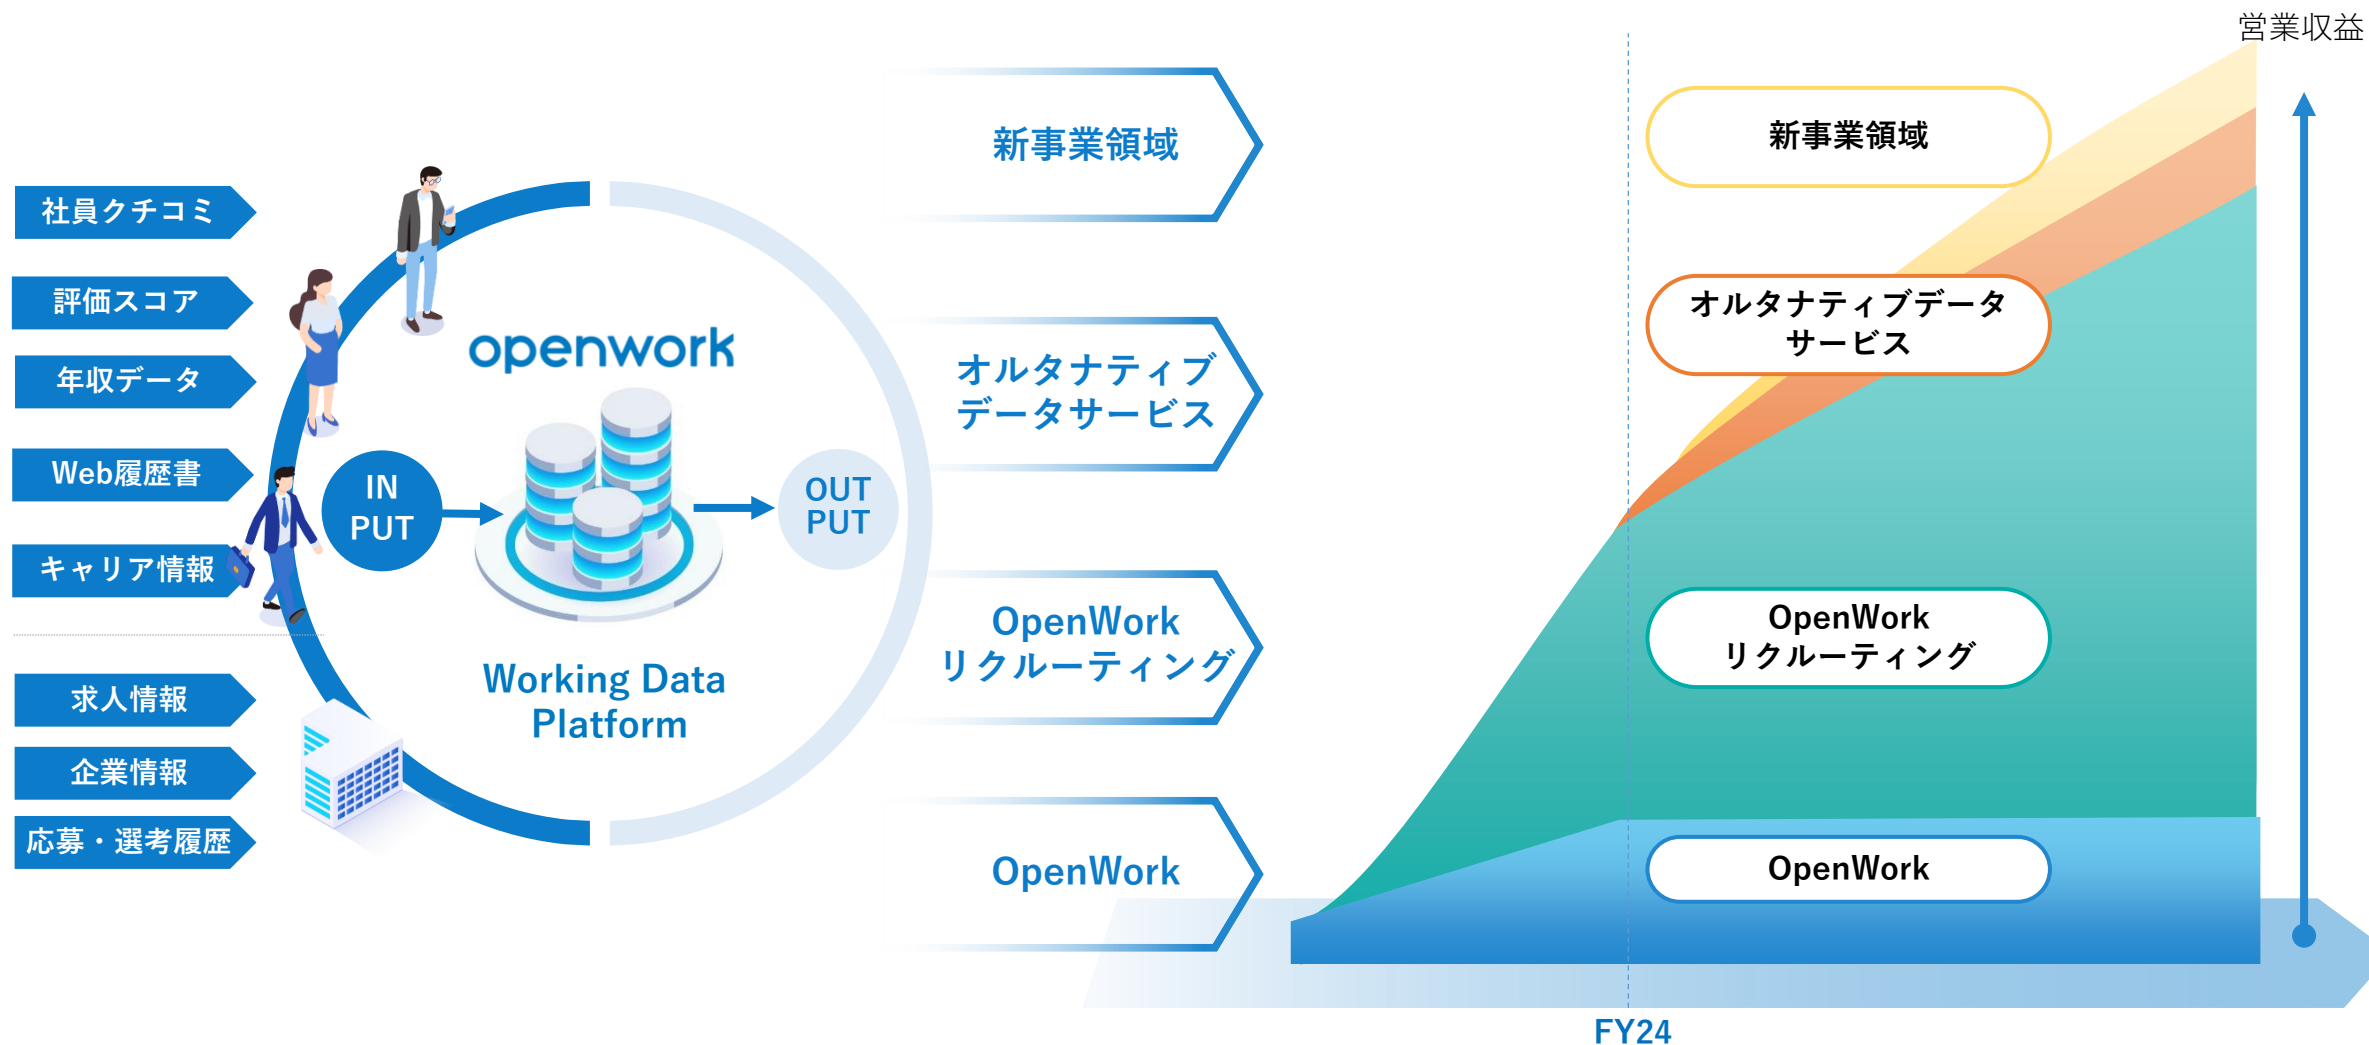 社員クチコミ
評価スコア
年収データ
Web履歴書
キャリア情報
求人情報
企業情報
応募・選考履歴
IN
PUT
openwork
Working Data
Platform
OUT
PUT
新事業領域
オルタナティブ
データサービス
OpenWork
リクルーティング
OpenWork
営業収益
新事業領域
オルタナティブデータ
サービス
OpenWork
リクルーティング
OpenWork
FY24